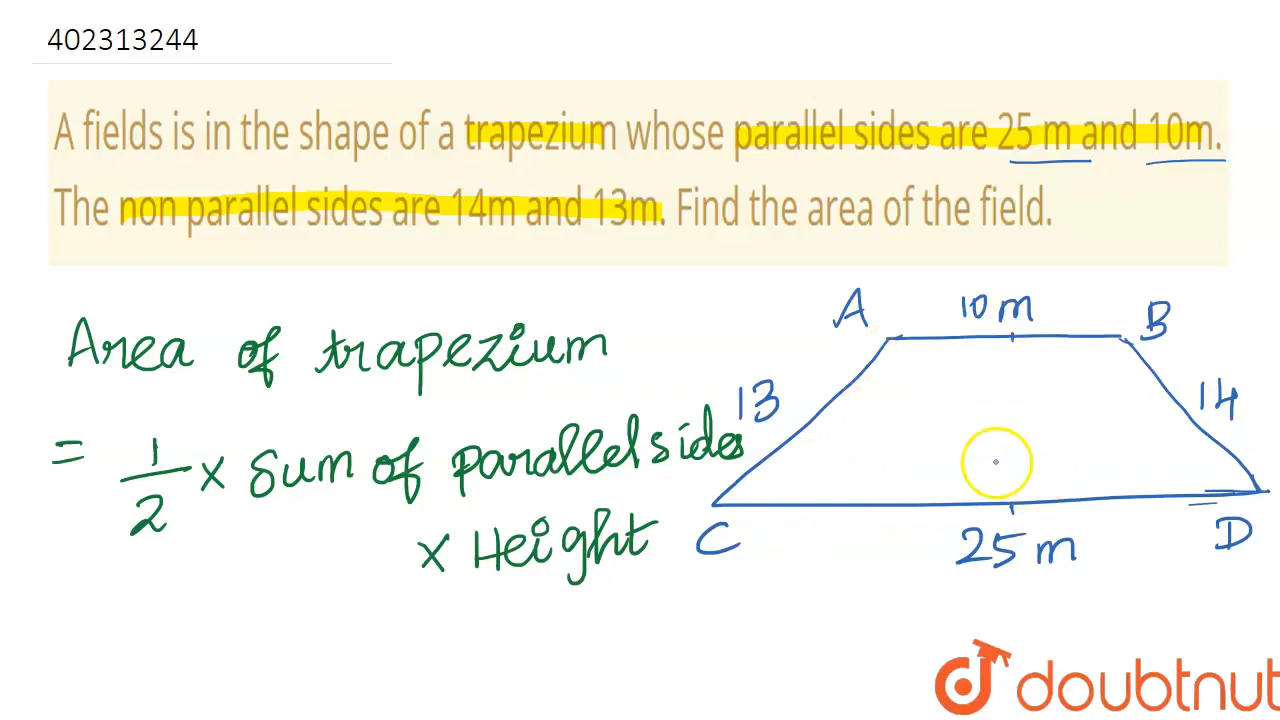 402313244
A fields is in the shape of a trapezium whose parallel sides are 25 m and 10m.
The non parallel sides are 14m and 13m. Find the area of the field.
Area of trapezium
= 1/2 × Sum of parallel sides
× Height
A 10 m B
13 14
C 25 m D
doubtnut